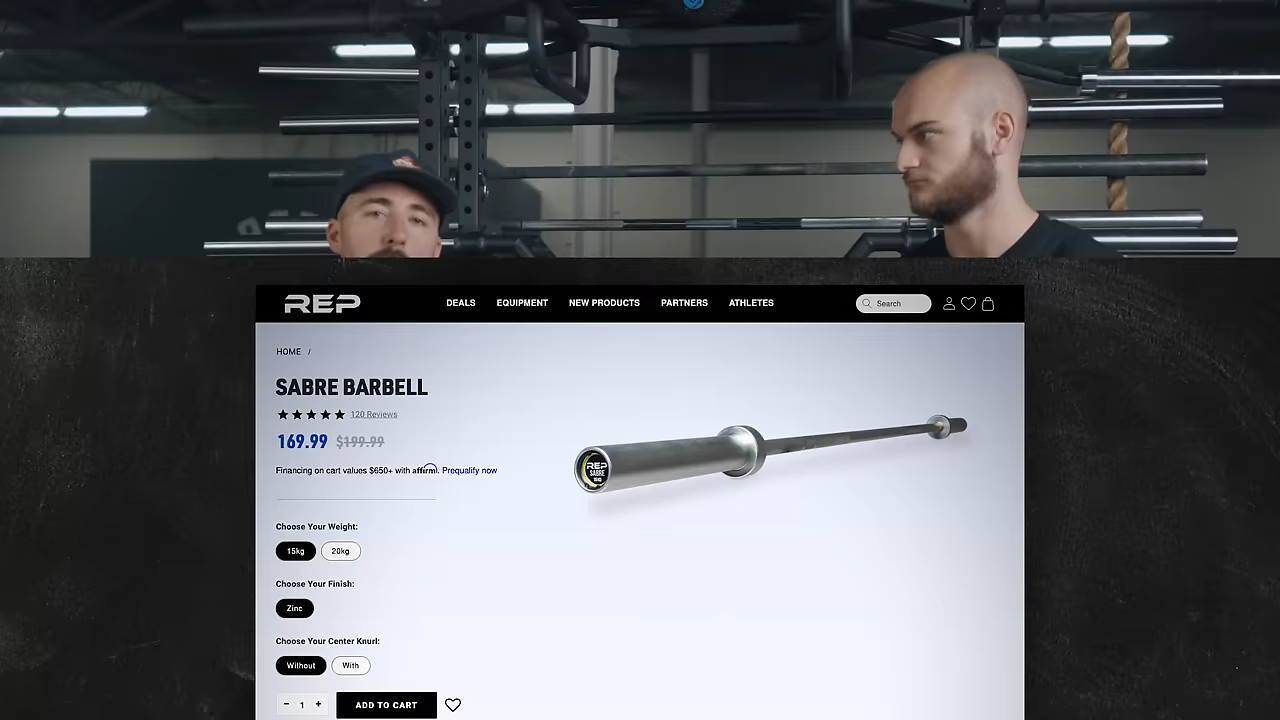 REP
DEALS EQUIPMENT NEW PRODUCTS PARTNERS ATHLETES
Search
HOME /
SABRE BARBELL
120 Reviews
169.99 $199.99
Financing on cart values $650+ with affirm. Prequalify now
REP
SABRE
Choose Your Weight:
15kg 20kg
Choose Your Finish:
Zinc
Choose Your Center Knurl:
Without With
− 1 + ADD TO CART